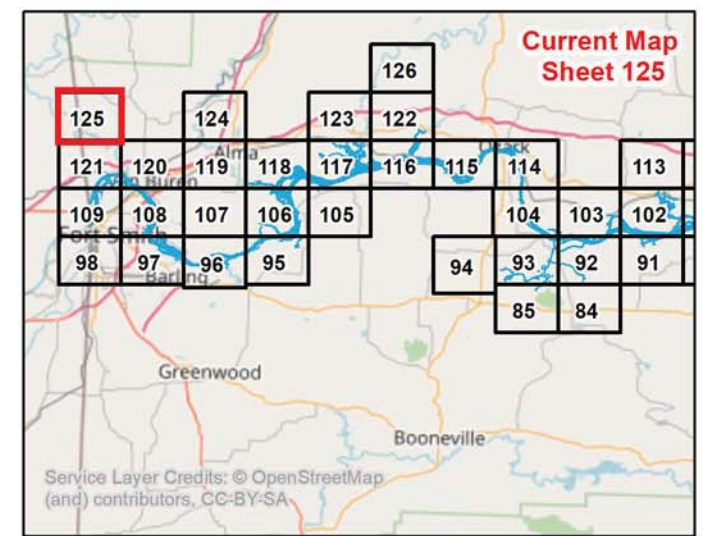 Current Map
Sheet 125
126
125 124 123 122
Alma
Ozark
121 120 119 118 117 116 115 114 113
Van Buren
109 108 107 106 105 104 103 102
Fort Smith
98 97 96 95 94 93 92 91
Barling
85 84
Greenwood
Booneville
Service Layer Credits: © OpenStreetMap
(and) contributors, CC-BY-SA